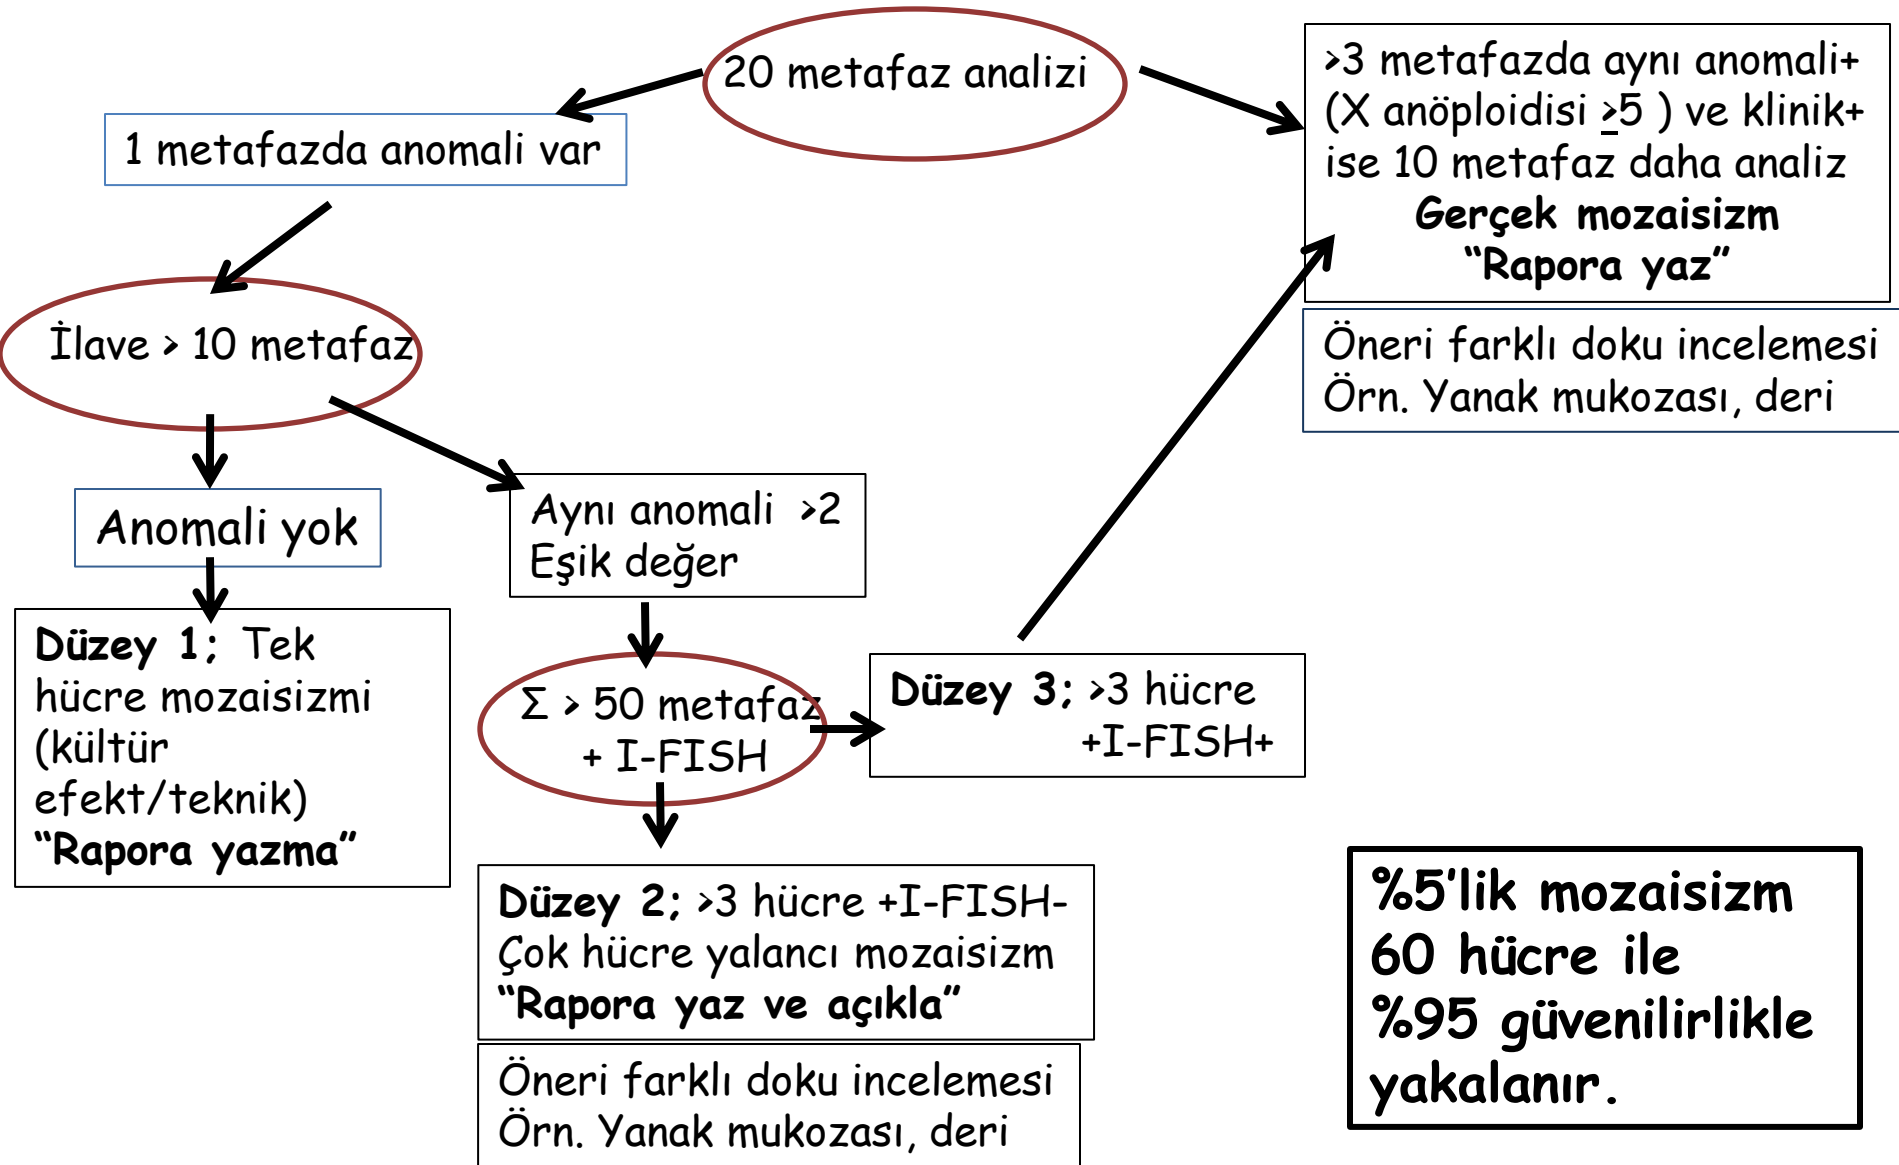 20 metafaz analizi
>3 metafazda aynı anomali+
(X anöploidisi ≥5 ) ve klinik+
ise 10 metafaz daha analiz
Gerçek mozaisizm
“Rapora yaz”
Öneri farklı doku incelemesi
Örn. Yanak mukozası, deri
1 metafazda anomali var
İlave > 10 metafaz
Anomali yok
Düzey 1; Tek
hücre mozaisizmi
(kültür
efekt/teknik)
“Rapora yazma”
Aynı anomali >2
Eşik değer
Σ > 50 metafaz
+ I-FISH
Düzey 3; >3 hücre
+I-FISH+
Düzey 2; >3 hücre +I-FISH-
Çok hücre yalancı mozaisizm
“Rapora yaz ve açıkla”
Öneri farklı doku incelemesi
Örn. Yanak mukozası, deri
%5’lik mozaisizm
60 hücre ile
%95 güvenilirlikle
yakalanır.